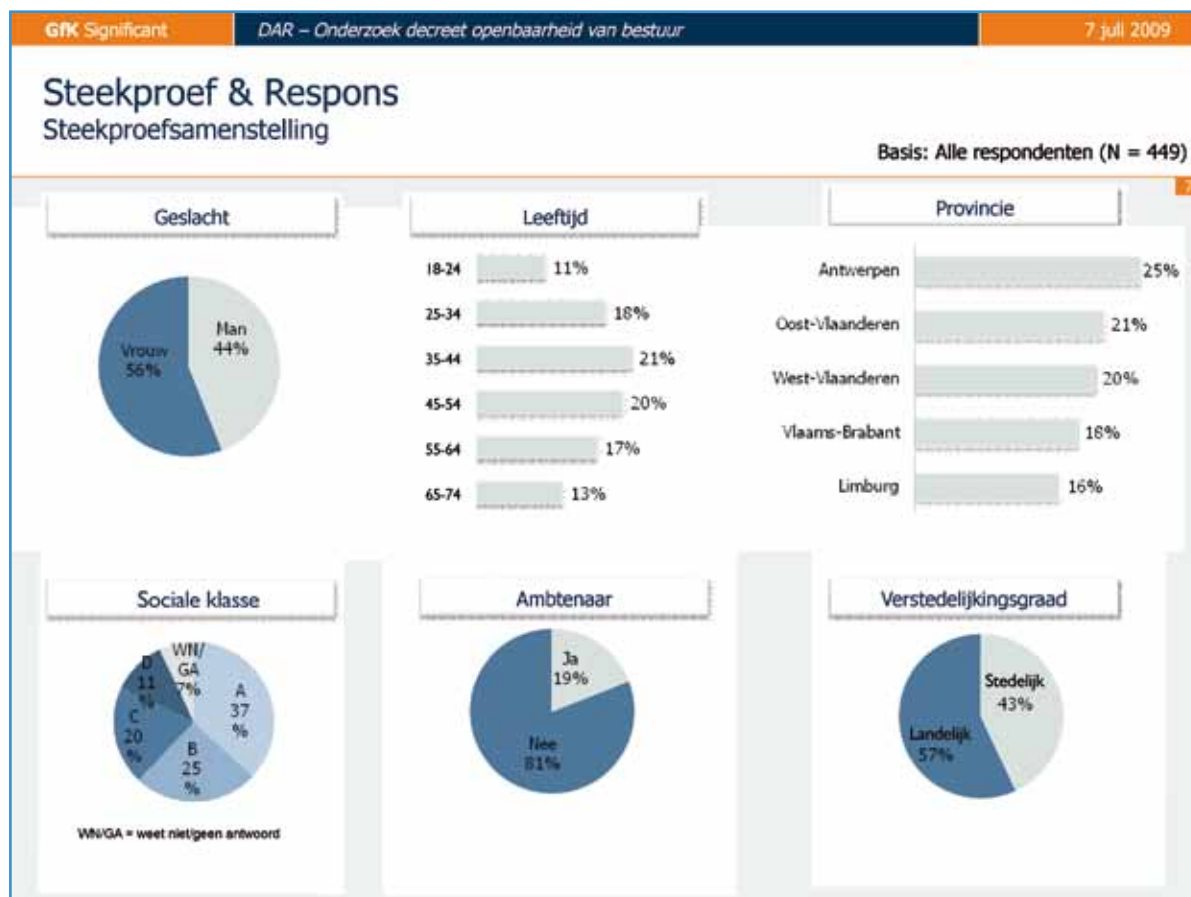 GfK Significant
DAR – Onderzoek decreet openbaarheid van bestuur
7 juli 2009
Steekproef & Respons
Steekproefsamenstelling
Basis: Alle respondenten (N = 449)
7
Geslacht
Man
44%
Vrouw
56%
Leeftijd
18-24 11%
25-34 18%
35-44 21%
45-54 20%
55-64 17%
65-74 13%
Provincie
Antwerpen 25%
Oost-Vlaanderen 21%
West-Vlaanderen 20%
Vlaams-Brabant 18%
Limburg 16%
Sociale klasse
WN/
GA
7%
A
37
%
B
25
%
C
20
%
D
11
%
WN/GA = weet niet/geen antwoord
Ambtenaar
Ja
19%
Nee
81%
Verstedelijkingsgraad
Stedelijk
43%
Landelijk
57%